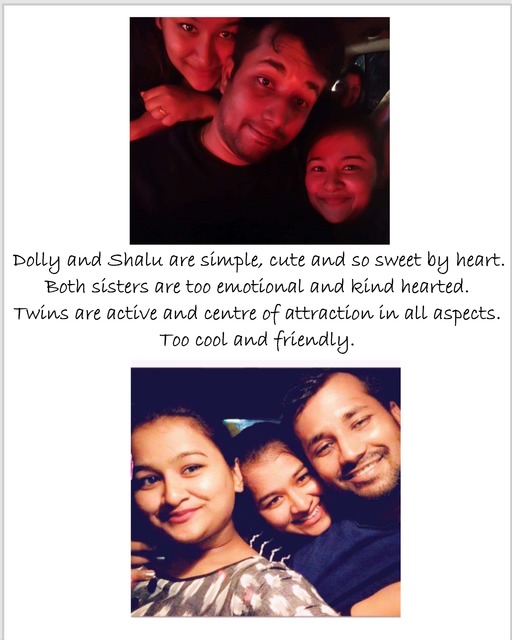 Dolly and Shalu are simple, cute and so sweet by heart.
Both sisters are too emotional and kind hearted.
Twins are active and centre of attraction in all aspects.
Too cool and friendly.